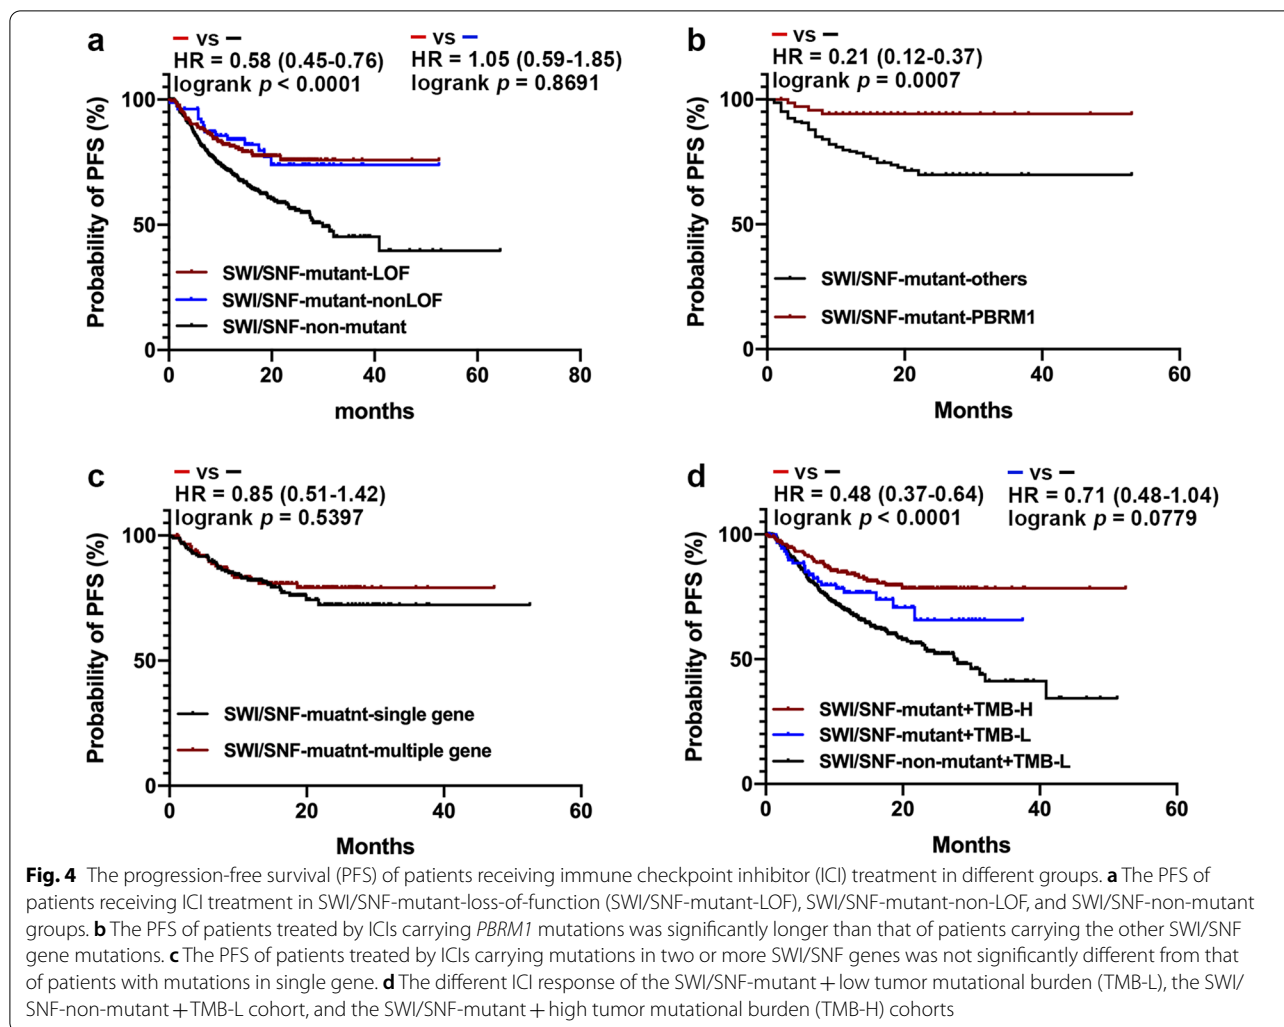 a
vs
HR = 0.58 (0.45-0.76)
logrank p < 0.0001
vs
HR = 1.05 (0.59-1.85)
logrank p = 0.8691
Probability of PFS (%)
100
50
0
SWI/SNF-mutant-LOF
SWI/SNF-mutant-nonLOF
SWI/SNF-non-mutant
0 20 40 60 80
months
b
vs
HR = 0.21 (0.12-0.37)
logrank p = 0.0007
Probability of PFS (%)
100
50
0
SWI/SNF-mutant-others
SWI/SNF-mutant-PBRM1
0 20 40 60
Months
c
vs
HR = 0.85 (0.51-1.42)
logrank p = 0.5397
Probability of PFS (%)
100
50
0
SWI/SNF-muatnt-single gene
SWI/SNF-muatnt-multiple gene
0 20 40 60
Months
d
vs
HR = 0.48 (0.37-0.64)
logrank p < 0.0001
vs
HR = 0.71 (0.48-1.04)
logrank p = 0.0779
Probability of PFS (%)
100
50
0
SWI/SNF-mutant+TMB-H
SWI/SNF-mutant+TMB-L
SWI/SNF-non-mutant+TMB-L
0 20 40 60
Months
Fig. 4 The progression-free survival (PFS) of patients receiving immune checkpoint inhibitor (ICI) treatment in different groups. a The PFS of
patients receiving ICI treatment in SWI/SNF-mutant-loss-of-function (SWI/SNF-mutant-LOF), SWI/SNF-mutant-non-LOF, and SWI/SNF-non-mutant
groups. b The PFS of patients treated by ICIs carrying PBRM1 mutations was significantly longer than that of patients carrying the other SWI/SNF
gene mutations. c The PFS of patients treated by ICIs carrying mutations in two or more SWI/SNF genes was not significantly different from that
of patients with mutations in single gene. d The different ICI response of the SWI/SNF-mutant + low tumor mutational burden (TMB-L), the SWI/
SNF-non-mutant + TMB-L cohort, and the SWI/SNF-mutant + high tumor mutational burden (TMB-H) cohorts